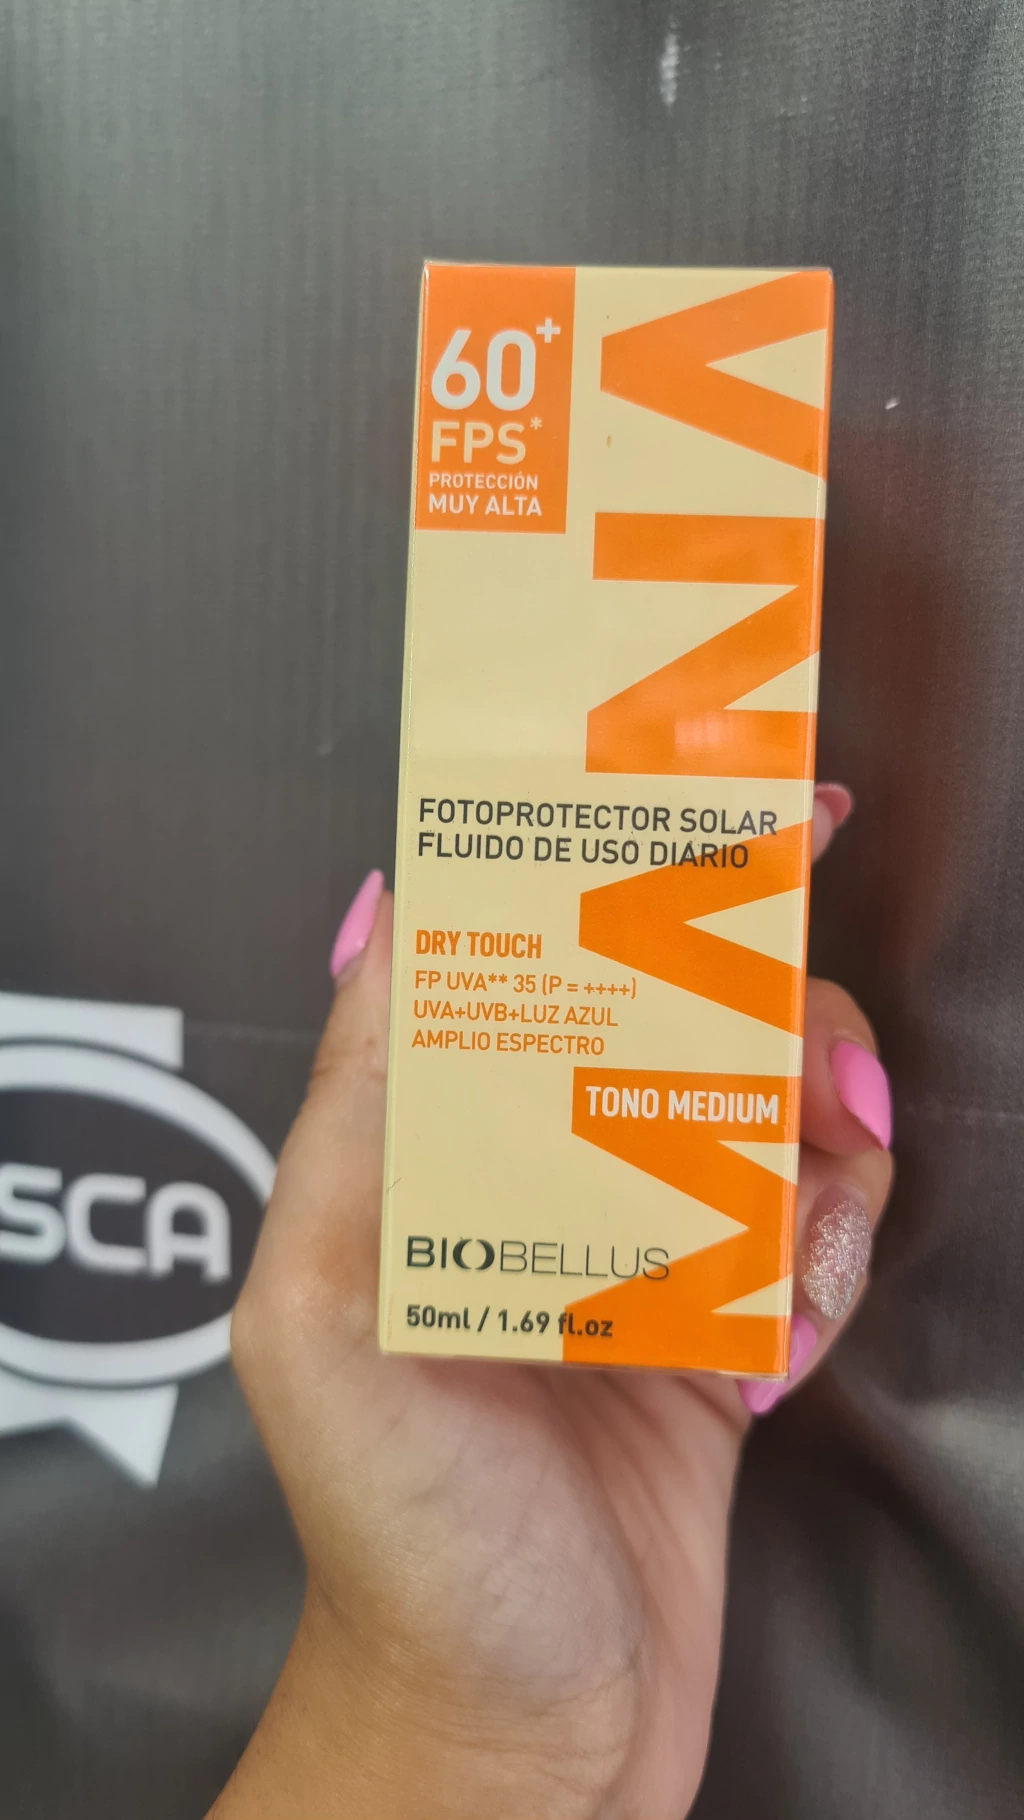 60+
FPS*
PROTECCIÓN
MUY ALTA
FOTOPROTECTOR SOLAR
FLUIDO DE USO DIARIO
DRY TOUCH
FP UVA** 35 (P = ++++)
UVA+UVB+LUZ AZUL
AMPLIO ESPECTRO
TONO MEDIUM
BIOBELLUS
50ml / 1.69 fl.oz
SCA